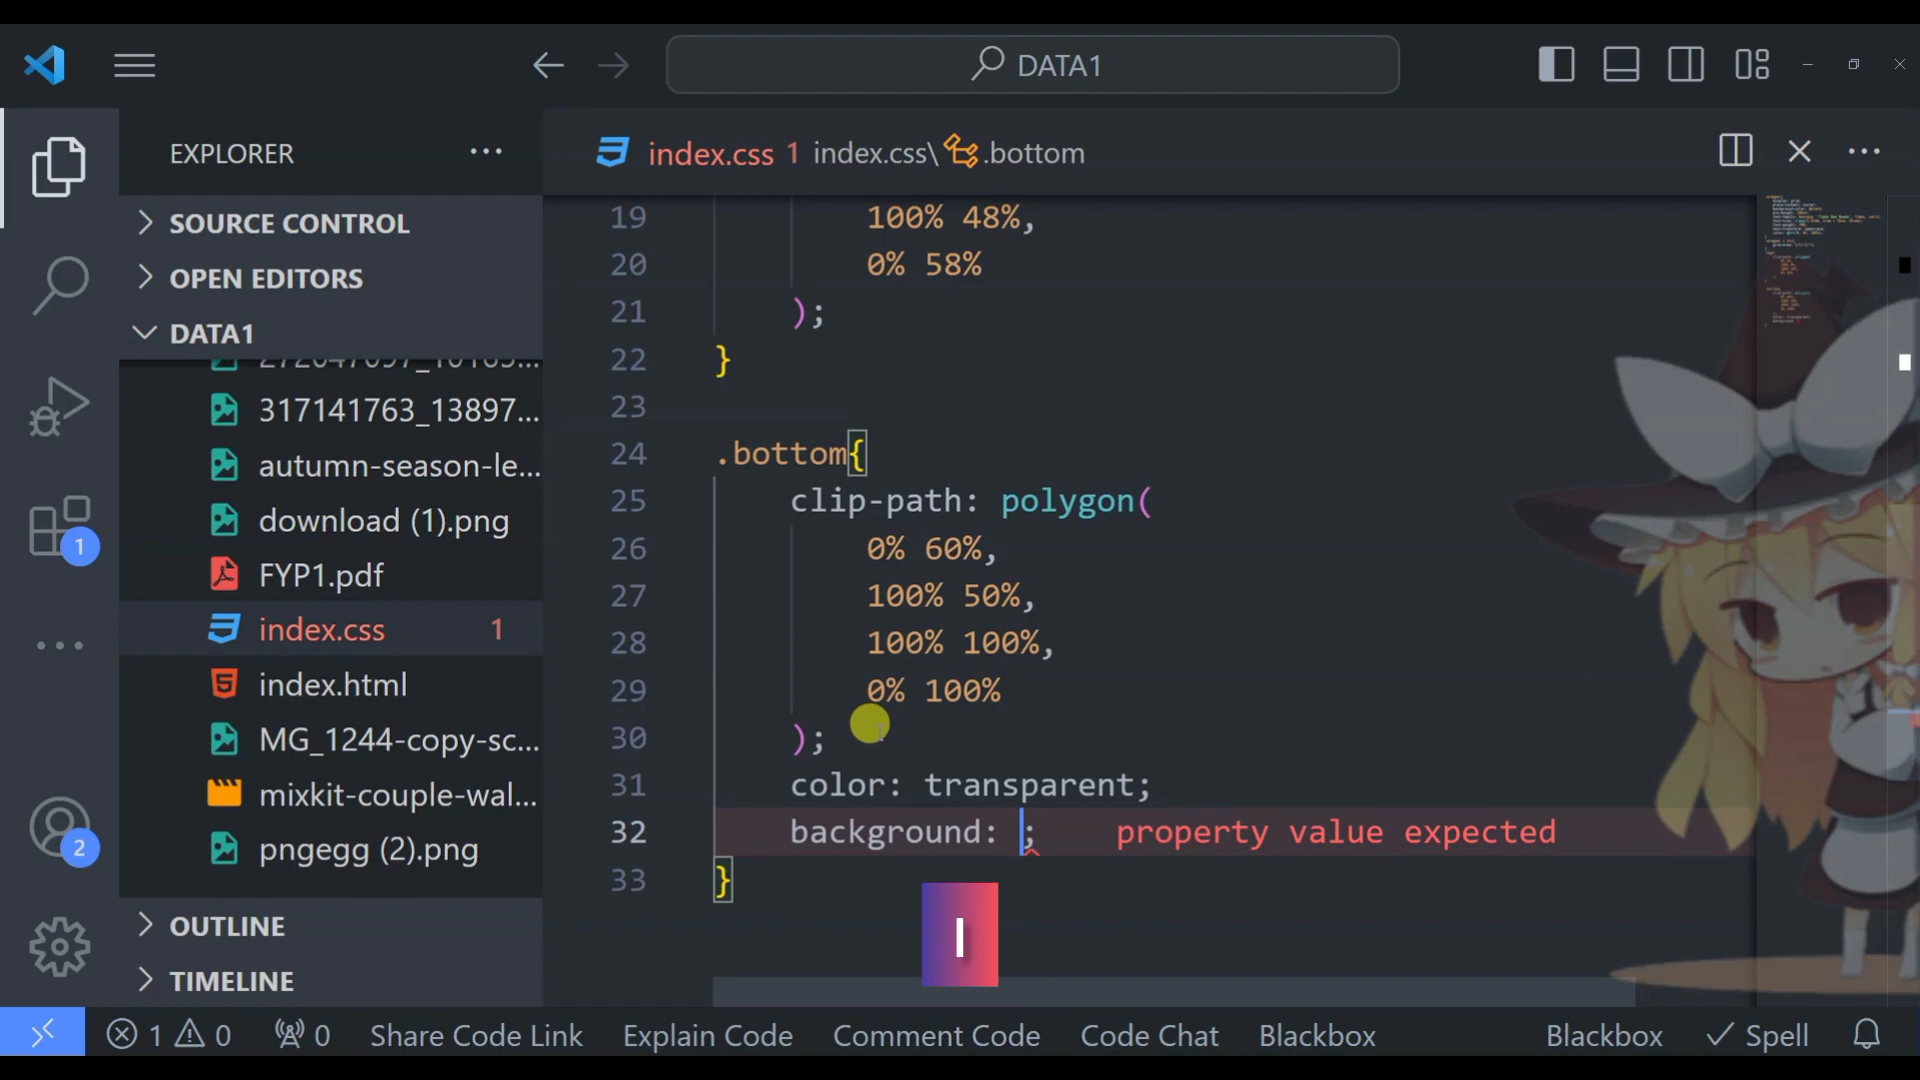 DATA1
EXPLORER
index.css 1 index.css\ .bottom
SOURCE CONTROL
OPEN EDITORS
DATA1
317141763_13897...
autumn-season-le...
download (1).png
FYP1.pdf
index.css 1
index.html
MG_1244-copy-sc...
mixkit-couple-wal...
pngegg (2).png
OUTLINE
TIMELINE
1
2
19 100% 48%,
20 0% 58%
21 );
22 }
23
24 .bottom{
25 clip-path: polygon(
26 0% 60%,
27 100% 50%,
28 100% 100%,
29 0% 100%
30 );
31 color: transparent;
32 background: ; property value expected
33 }
I
1 0 0 Share Code Link Explain Code Comment Code Code Chat Blackbox Blackbox Spell